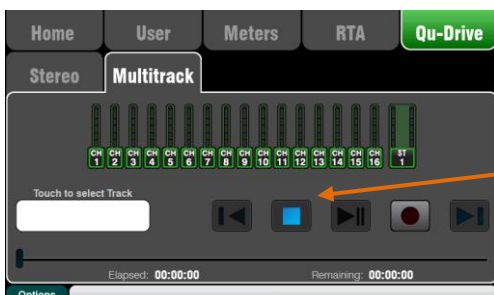 Home User Meters RTA Qu-Drive
Stereo Multitrack
CH 1 CH 2 CH 3 CH 4 CH 5 CH 6 CH 7 CH 8 CH 9 CH 10 CH 11 CH 12 CH 13 CH 14 CH 15 CH 16 ST 1
Touch to select Track
Elapsed: 00:00:00 Remaining: 00:00:00
Options